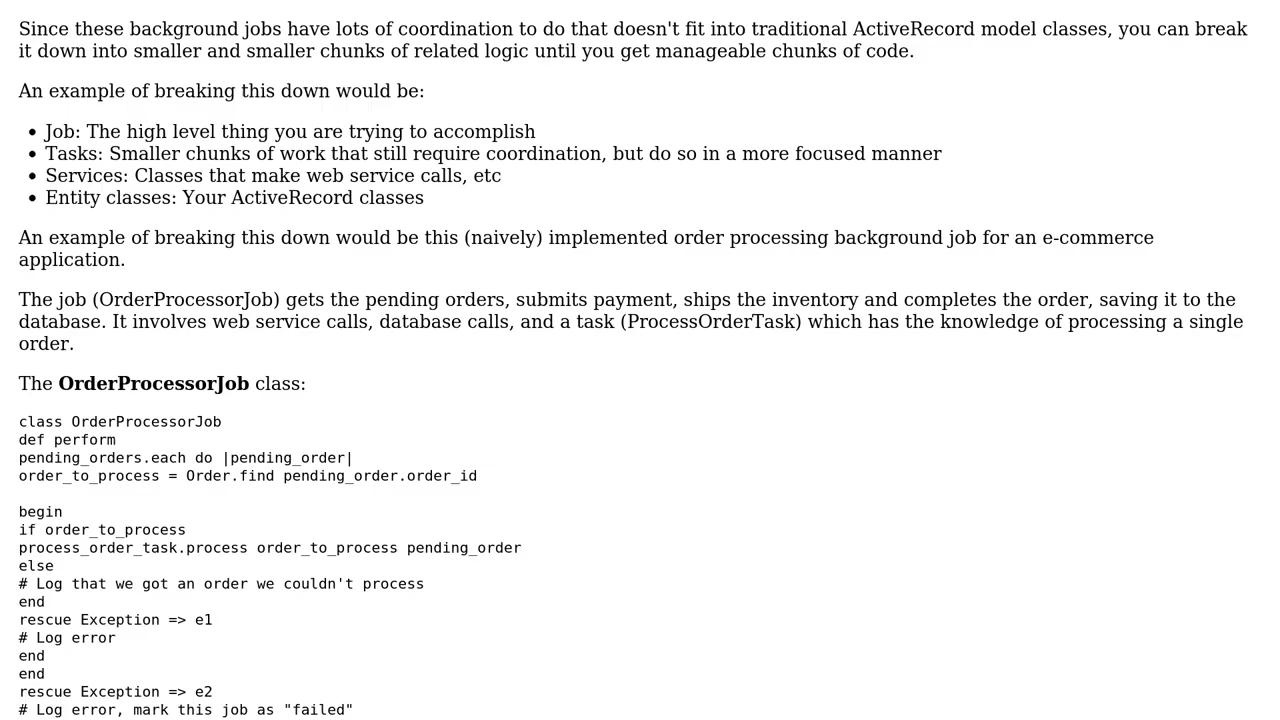 Since these background jobs have lots of coordination to do that doesn't fit into traditional ActiveRecord model classes, you can break
it down into smaller and smaller chunks of related logic until you get manageable chunks of code.
An example of breaking this down would be:
• Job: The high level thing you are trying to accomplish
• Tasks: Smaller chunks of work that still require coordination, but do so in a more focused manner
• Services: Classes that make web service calls, etc
• Entity classes: Your ActiveRecord classes
An example of breaking this down would be this (naively) implemented order processing background job for an e-commerce
application.
The job (OrderProcessorJob) gets the pending orders, submits payment, ships the inventory and completes the order, saving it to the
database. It involves web service calls, database calls, and a task (ProcessOrderTask) which has the knowledge of processing a single
order.
The OrderProcessorJob class:
class OrderProcessorJob
def perform
pending_orders.each do |pending_order|
order_to_process = Order.find pending_order.order_id
begin
if order_to_process
process_order_task.process order_to_process pending_order
else
# Log that we got an order we couldn't process
end
rescue Exception => e1
# Log error
end
end
rescue Exception => e2
# Log error, mark this job as "failed"